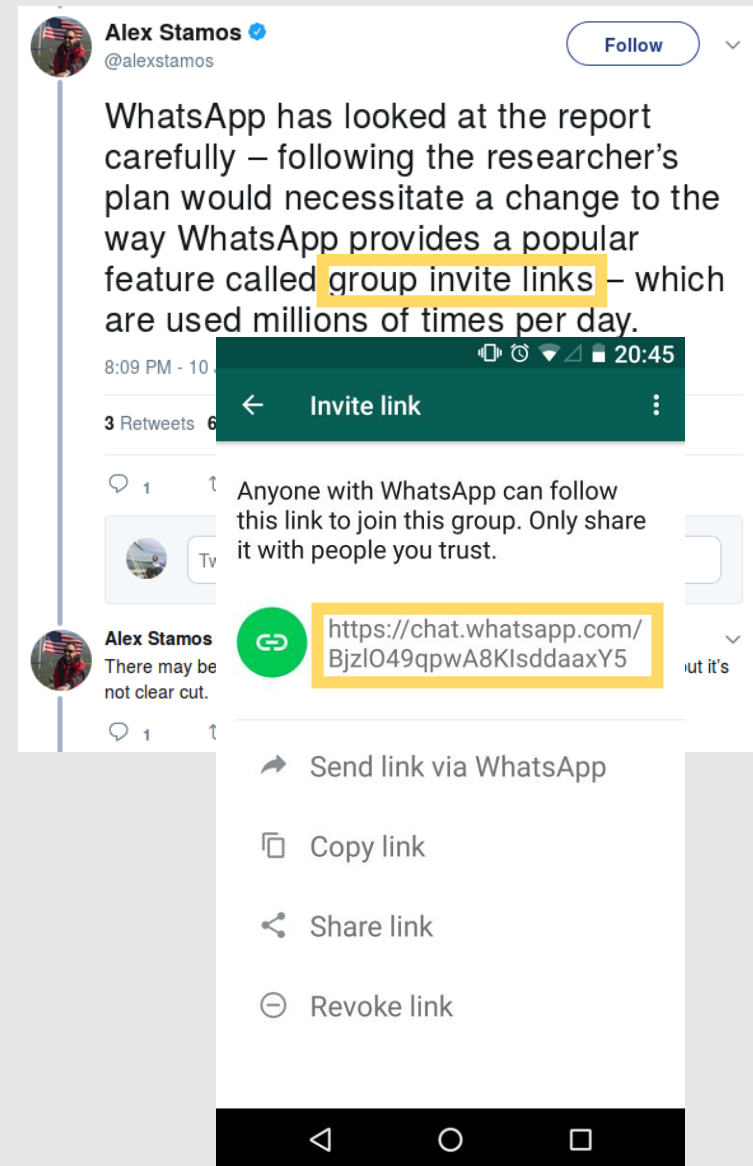 Alex Stamos
@alexstamos
Follow
WhatsApp has looked at the report
carefully – following the researcher's
plan would necessitate a change to the
way WhatsApp provides a popular
feature called group invite links – which
are used millions of times per day.
8:09 PM - 10
3 Retweets 6
1
Tw
Alex Stamos
There may be
ut it's
not clear cut.
1
20:45
Invite link
Anyone with WhatsApp can follow
this link to join this group. Only share
it with people you trust.
https://chat.whatsapp.com/
BjzlO49qpwA8KIsddaaxY5
Send link via WhatsApp
Copy link
Share link
Revoke link